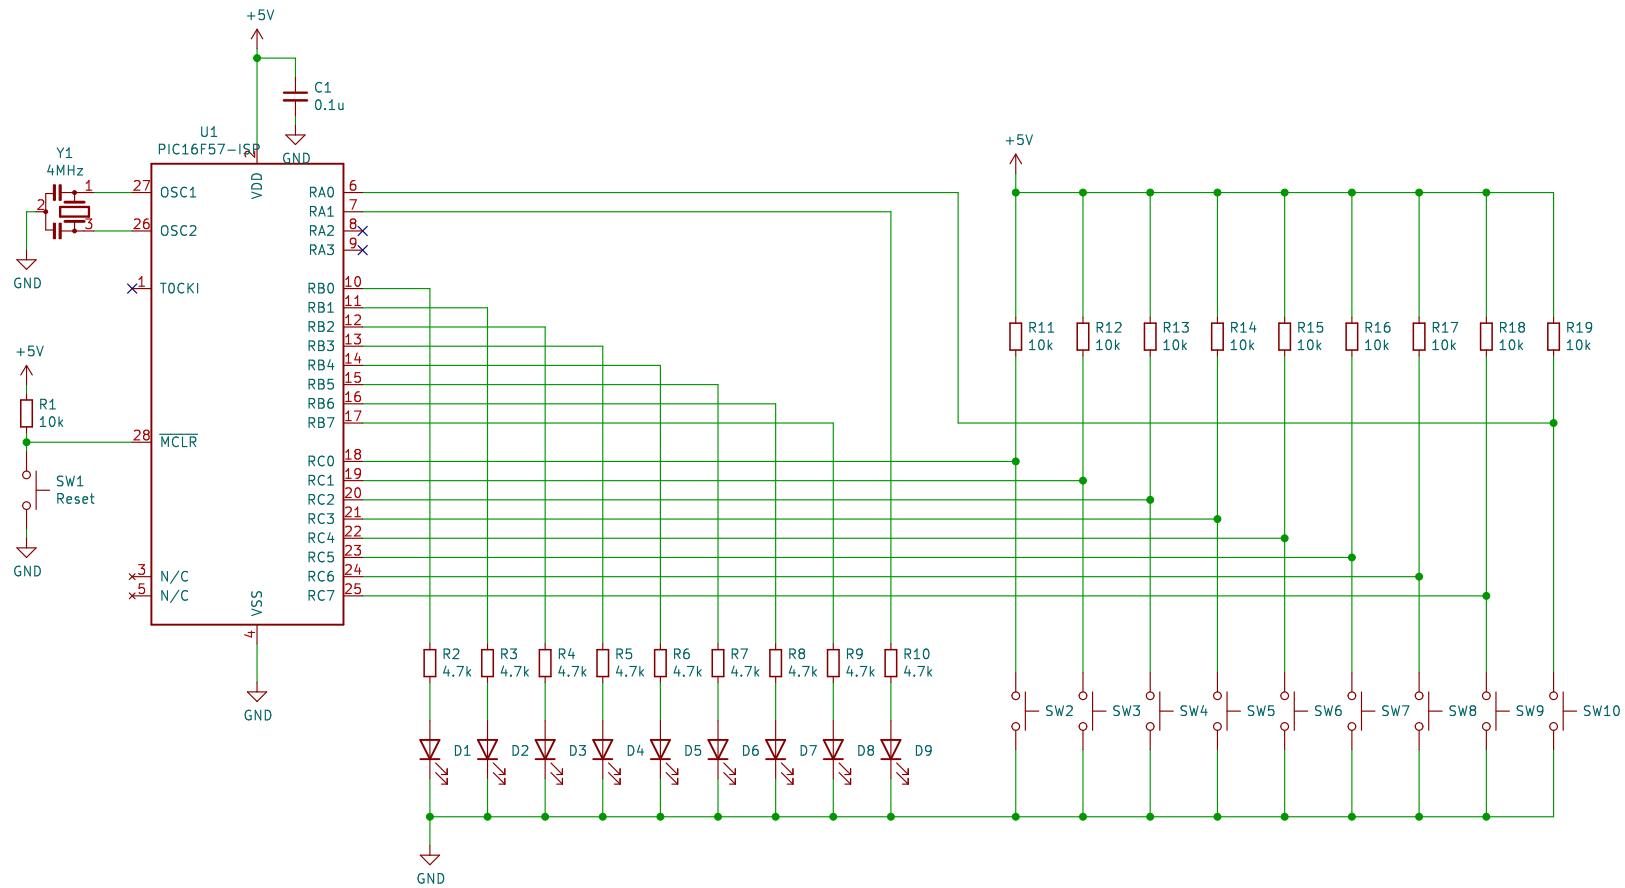 +5V
C1
0.1u
GND
U1
PIC16F57-ISP
Y1
4MHz
1
2
3
GND
27 OSC1
26 OSC2
1 T0CKI
28 MCLR
3 N/C
5 N/C
2 VDD
VSS 4
GND
RA0 6
RA1 7
RA2 8
RA3 9
RB0 10
RB1 11
RB2 12
RB3 13
RB4 14
RB5 15
RB6 16
RB7 17
RC0 18
RC1 19
RC2 20
RC3 21
RC4 22
RC5 23
RC6 24
RC7 25
+5V
R1
10k
SW1
Reset
GND
+5V
R11 R12 R13 R14 R15 R16 R17 R18 R19
10k 10k 10k 10k 10k 10k 10k 10k 10k
R2 R3 R4 R5 R6 R7 R8 R9 R10
4.7k 4.7k 4.7k 4.7k 4.7k 4.7k 4.7k 4.7k 4.7k
SW2 SW3 SW4 SW5 SW6 SW7 SW8 SW9 SW10
D1 D2 D3 D4 D5 D6 D7 D8 D9
GND